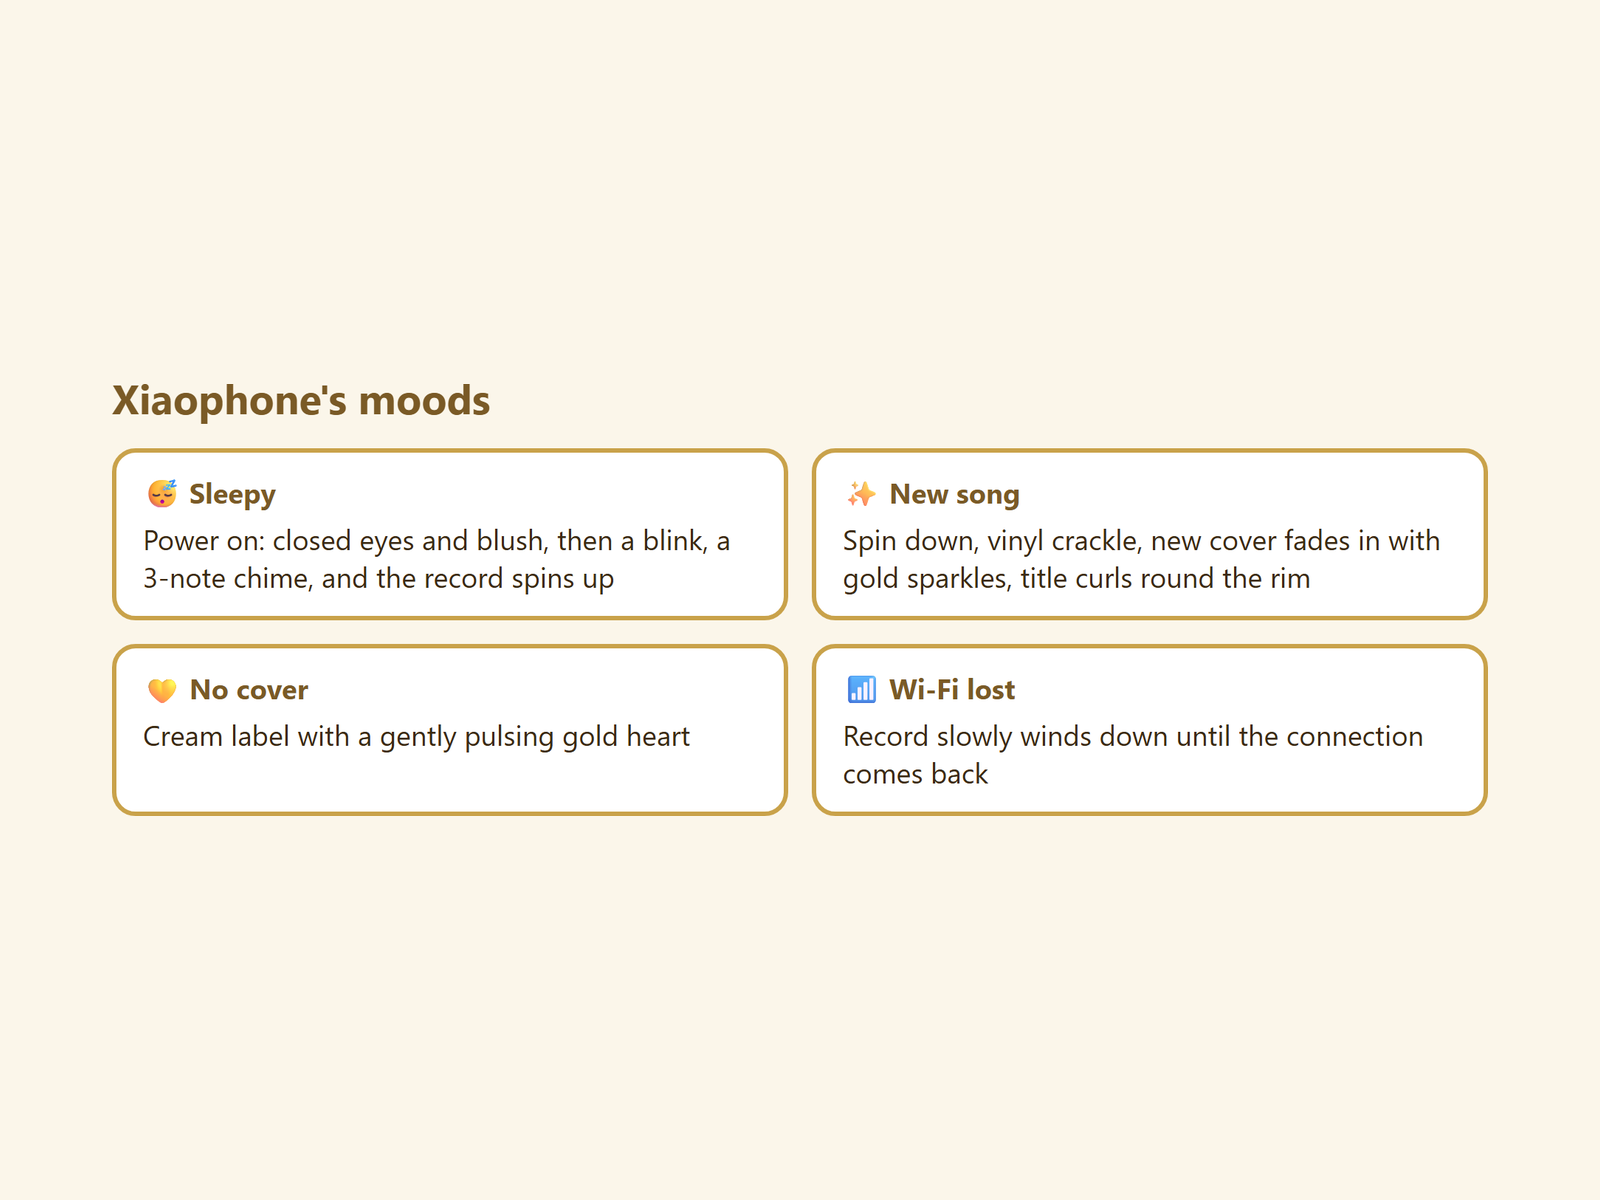 Xiaophone's moods
😴 Sleepy
Power on: closed eyes and blush, then a blink, a
3-note chime, and the record spins up
✨ New song
Spin down, vinyl crackle, new cover fades in with
gold sparkles, title curls round the rim
💛 No cover
Cream label with a gently pulsing gold heart
📶 Wi-Fi lost
Record slowly winds down until the connection
comes back